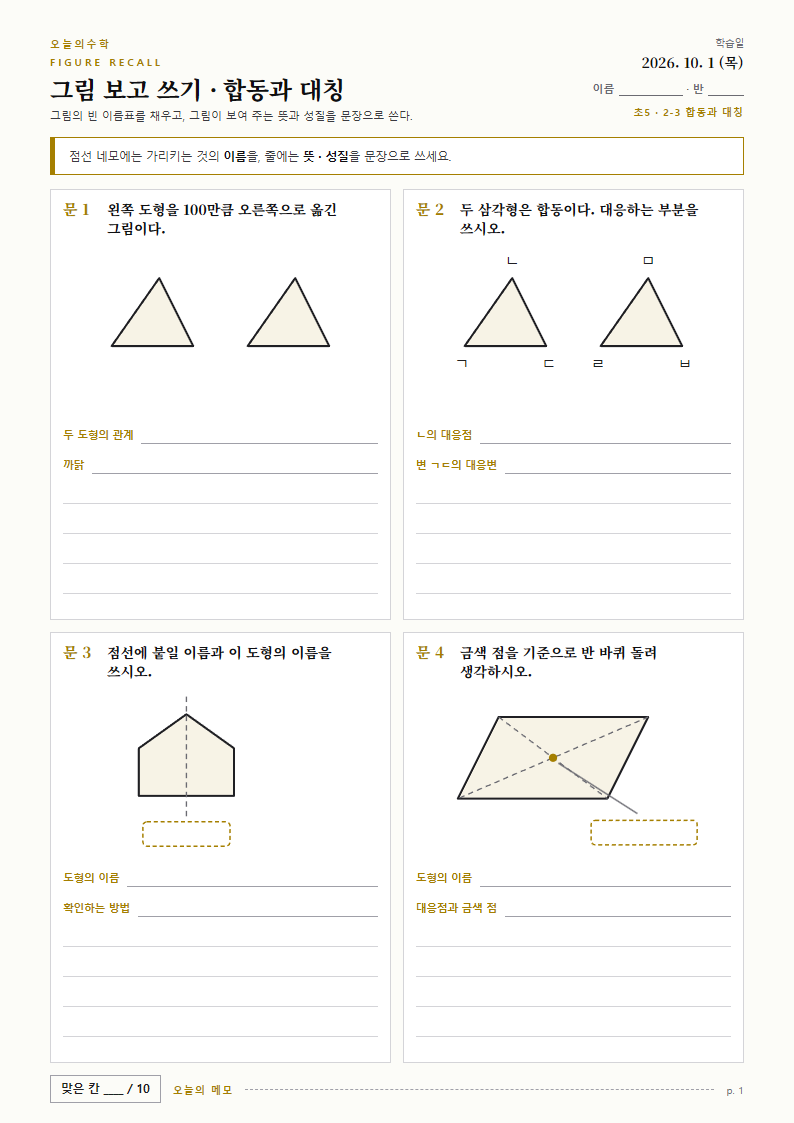 오늘의수학
FIGURE RECALL
그림 보고 쓰기 · 합동과 대칭
그림의 빈 이름표를 채우고, 그림이 보여 주는 뜻과 성질을 문장으로 쓴다.
학습일
2026. 10. 1 (목)
이름 ________ · 반 ____
초5 · 2-3 합동과 대칭
점선 네모에는 가리키는 것의 이름을, 줄에는 뜻 · 성질을 문장으로 쓰세요.
문 1 왼쪽 도형을 100만큼 오른쪽으로 옮긴
그림이다.
두 도형의 관계
까닭
문 2 두 삼각형은 합동이다. 대응하는 부분을
쓰시오.
ㄴ ㅁ
ㄱ ㄷ ㄹ ㅂ
ㄴ의 대응점
변 ㄱㄷ의 대응변
문 3 점선에 붙일 이름과 이 도형의 이름을
쓰시오.
도형의 이름
확인하는 방법
문 4 금색 점을 기준으로 반 바퀴 돌려
생각하시오.
도형의 이름
대응점과 금색 점
맞은 칸 ___ / 10
오늘의 메모
p. 1